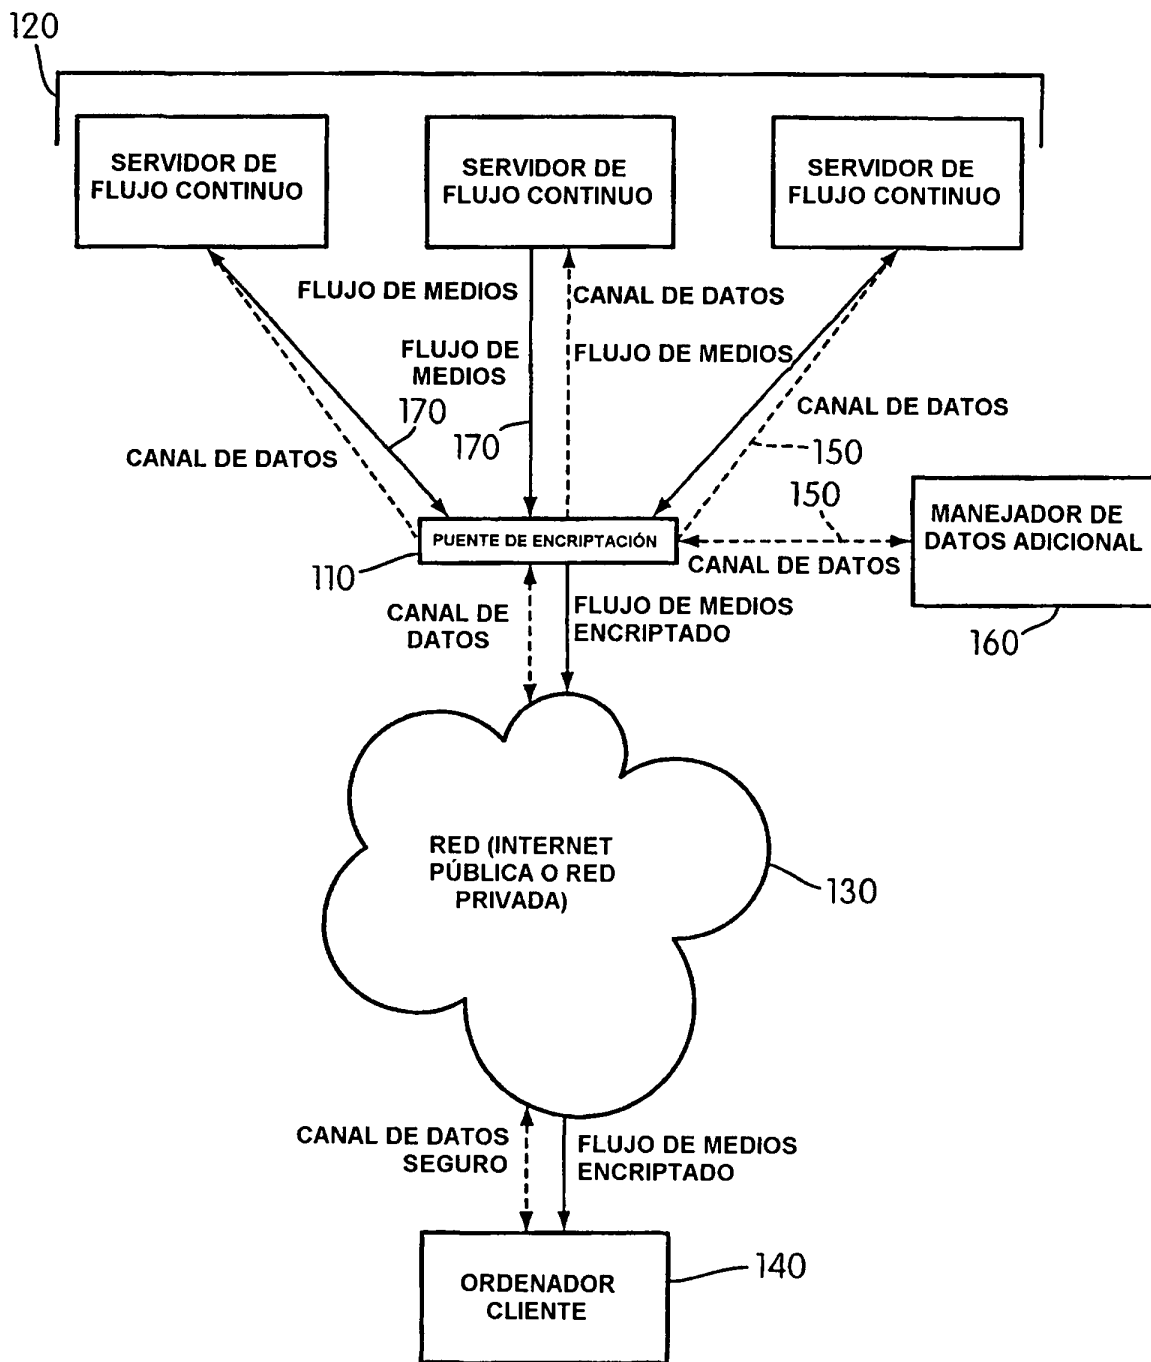 120
SERVIDOR DE
FLUJO CONTINUO
SERVIDOR DE
FLUJO CONTINUO
SERVIDOR DE
FLUJO CONTINUO
FLUJO DE MEDIOS
CANAL DE DATOS
FLUJO DE
MEDIOS
FLUJO DE MEDIOS
170
170
CANAL DE DATOS
CANAL DE DATOS
150
150
MANEJADOR DE
DATOS ADICIONAL
PUENTE DE ENCRIPTACIÓN
CANAL DE DATOS
110
160
CANAL DE
DATOS
FLUJO DE MEDIOS
ENCRIPTADO
RED (INTERNET
PÚBLICA O RED
PRIVADA)
130
CANAL DE DATOS
SEGURO
FLUJO DE MEDIOS
ENCRIPTADO
ORDENADOR
CLIENTE
140